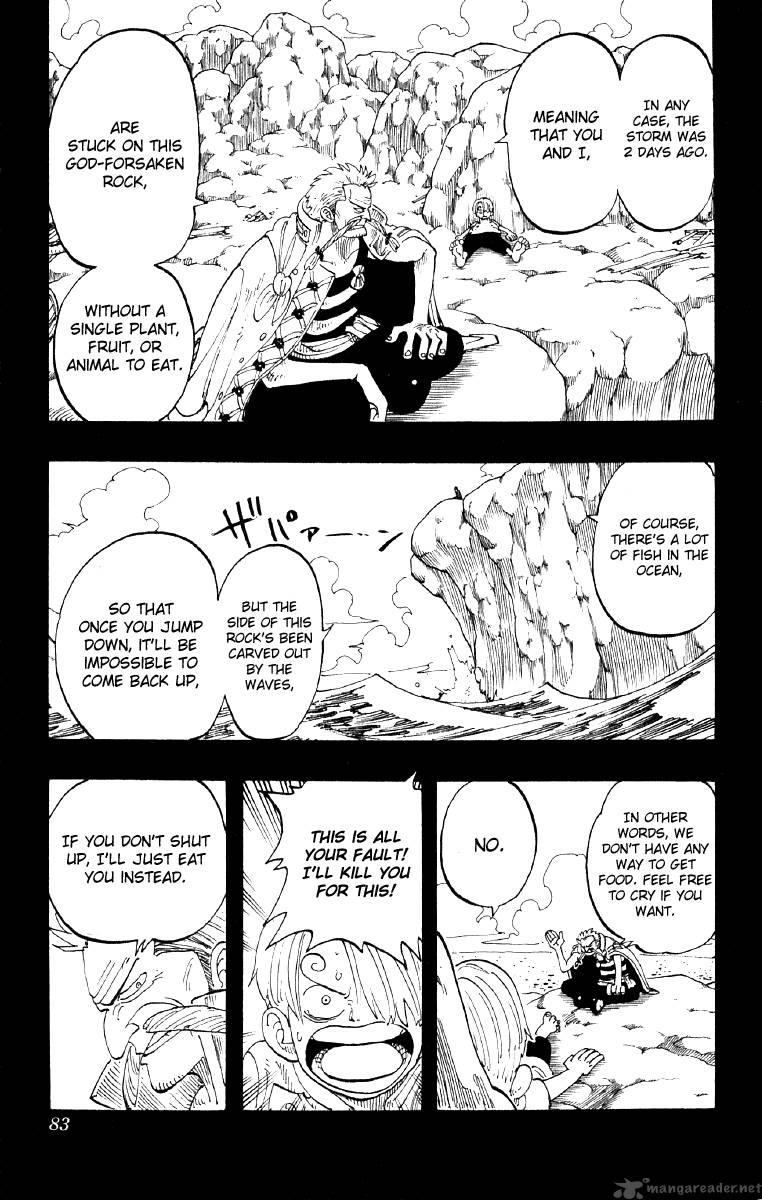 IN ANY
CASE, THE
STORM WAS
2 DAYS AGO.
MEANING
THAT YOU
AND I,
ARE
STUCK ON THIS
GOD-FORSAKEN
ROCK,
WITHOUT A
SINGLE PLANT,
FRUIT, OR
ANIMAL TO EAT.
OF COURSE,
THERE'S A LOT
OF FISH IN THE
OCEAN,
ザパァーーン
BUT THE
SIDE OF THIS
ROCK'S BEEN
CARVED OUT
BY THE
WAVES,
SO THAT
ONCE YOU JUMP
DOWN, IT'LL BE
IMPOSSIBLE TO
COME BACK UP,
IN OTHER
WORDS, WE
DON'T HAVE ANY
WAY TO GET
FOOD. FEEL FREE
TO CRY IF YOU
WANT.
NO.
THIS IS ALL
YOUR FAULT!
I'LL KILL YOU
FOR THIS!
IF YOU DON'T SHUT
UP, I'LL JUST EAT
YOU INSTEAD.
83
mangareader.net